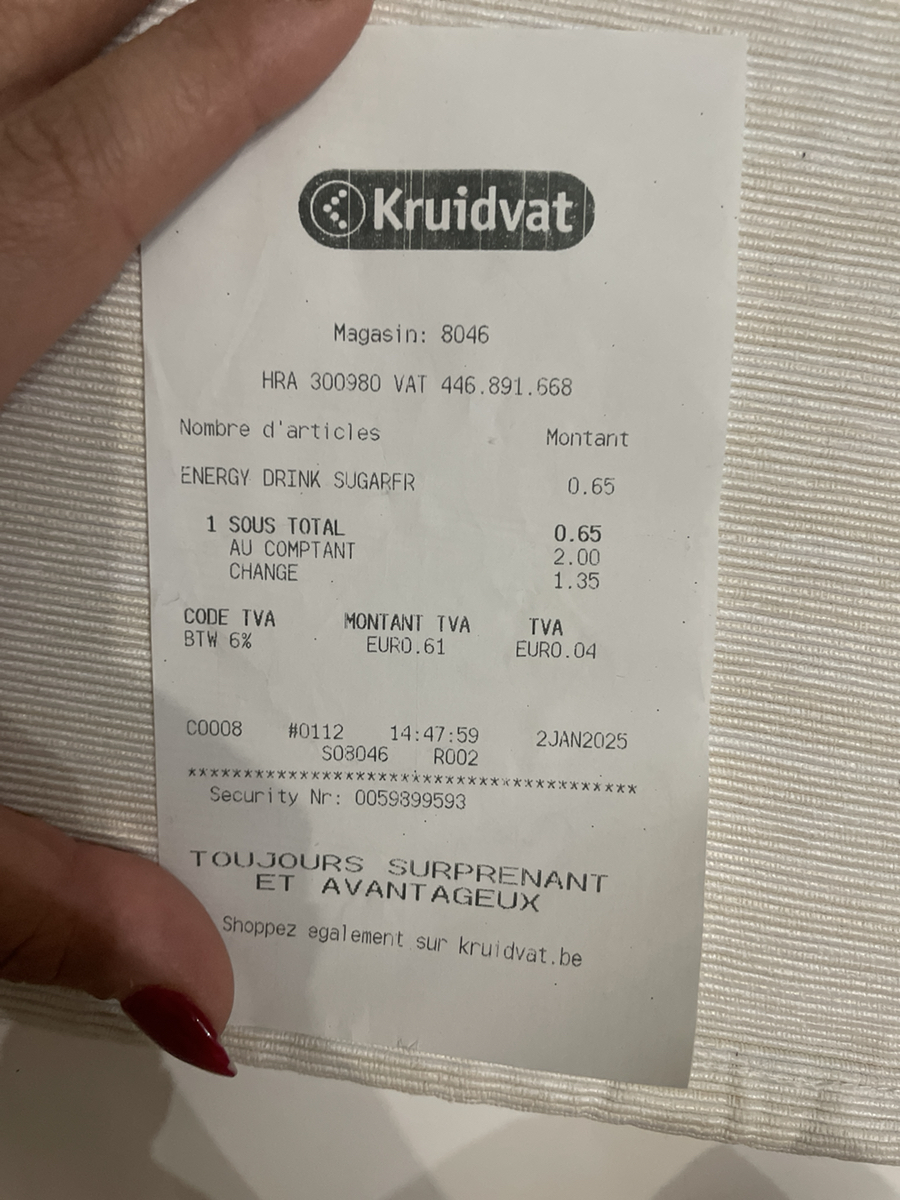 Kruidvat
Magasin: 8046
HRA 300980 VAT 446.891.668
Nombre d'articles Montant
ENERGY DRINK SUGARFR 0.65
1 SOUS TOTAL 0.65
AU COMPTANT 2.00
CHANGE 1.35
CODE TVA MONTANT TVA TVA
BTW 6% EUR0.61 EUR0.04
C0008 #0112 14:47:59 2JAN2025
S08046 R002
****************************************
Security Nr: 0059899593
TOUJOURS SURPRENANT
ET AVANTAGEUX
Shoppez egalement sur kruidvat.be